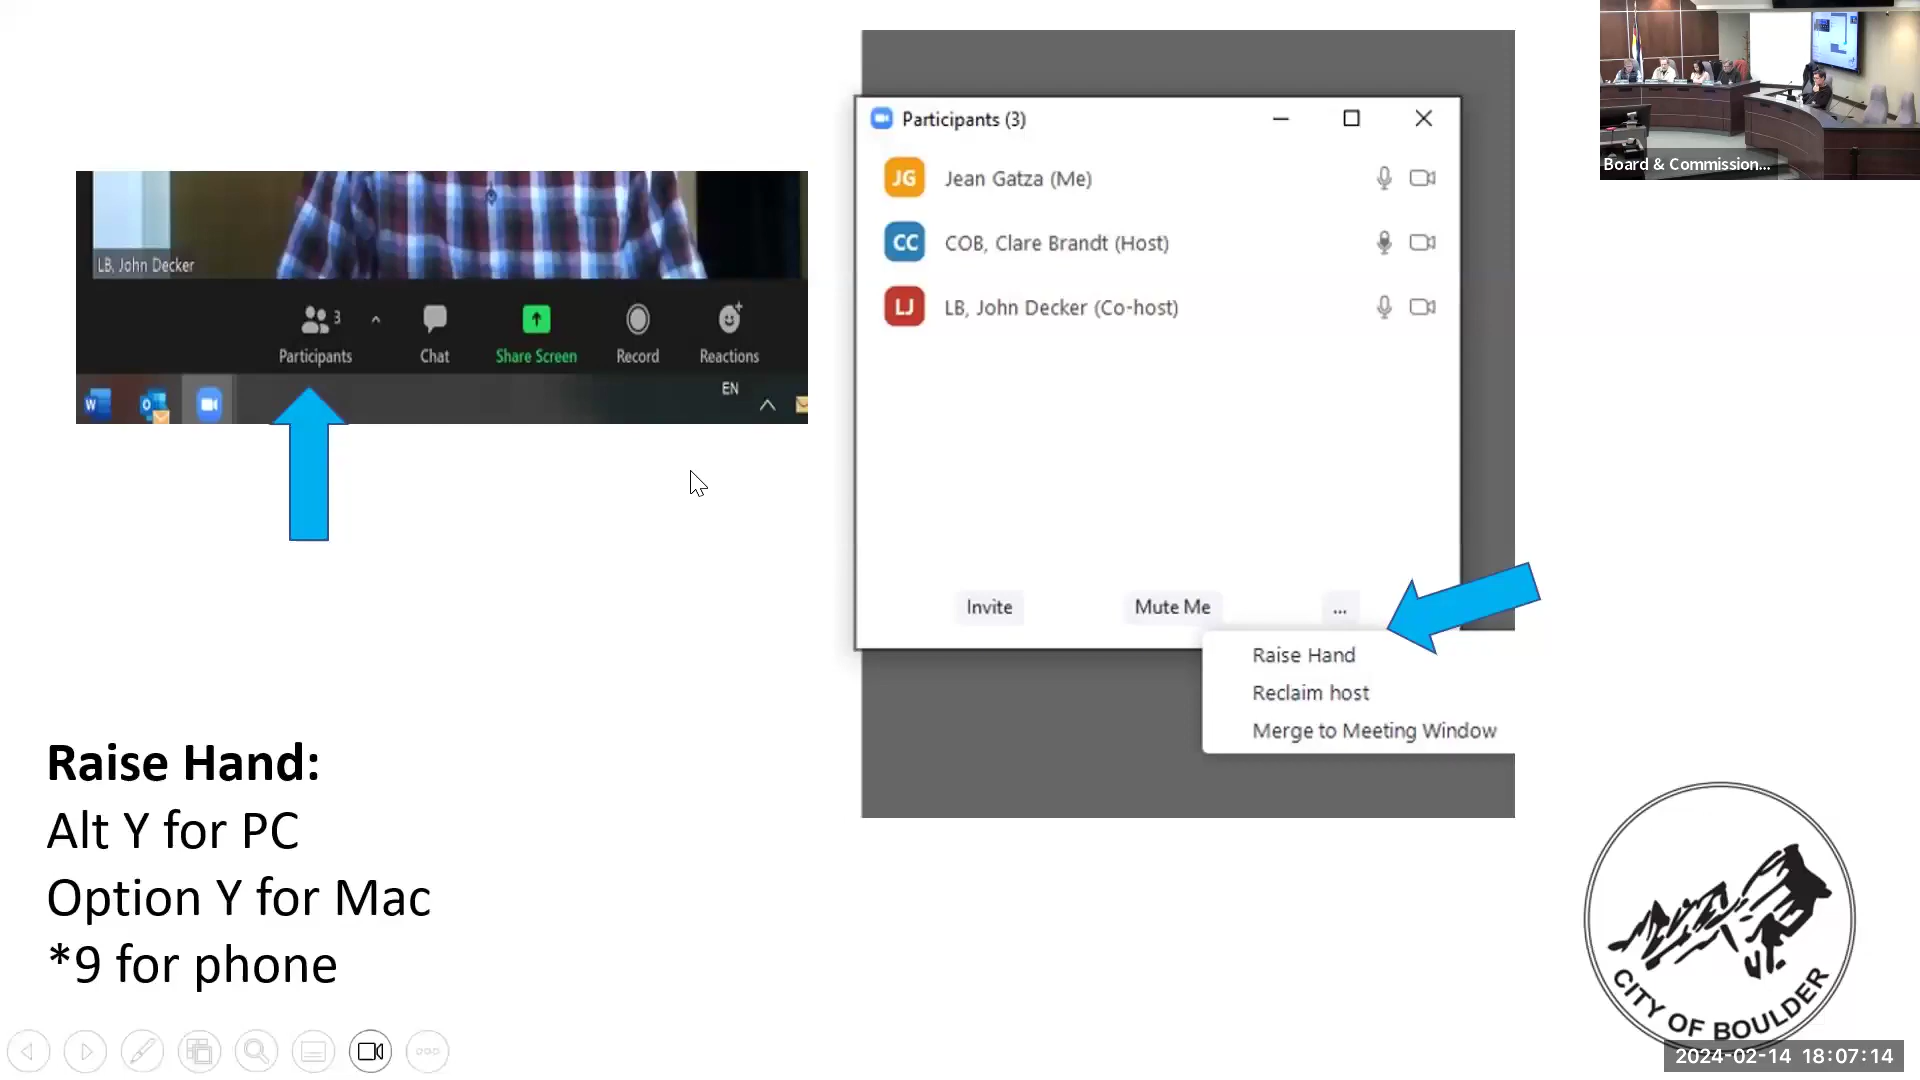 LB, John Decker
3
Participants
Chat
Share Screen
Record
Reactions
EN
Participants (3)
JG
Jean Gatza (Me)
CC
COB, Clare Brandt (Host)
LJ
LB, John Decker (Co-host)
Invite
Mute Me
...
Raise Hand
Reclaim host
Merge to Meeting Window
Board & Commission...
Raise Hand:
Alt Y for PC
Option Y for Mac
*9 for phone
CITY OF BOULDER
2024-02-14 18:07:14